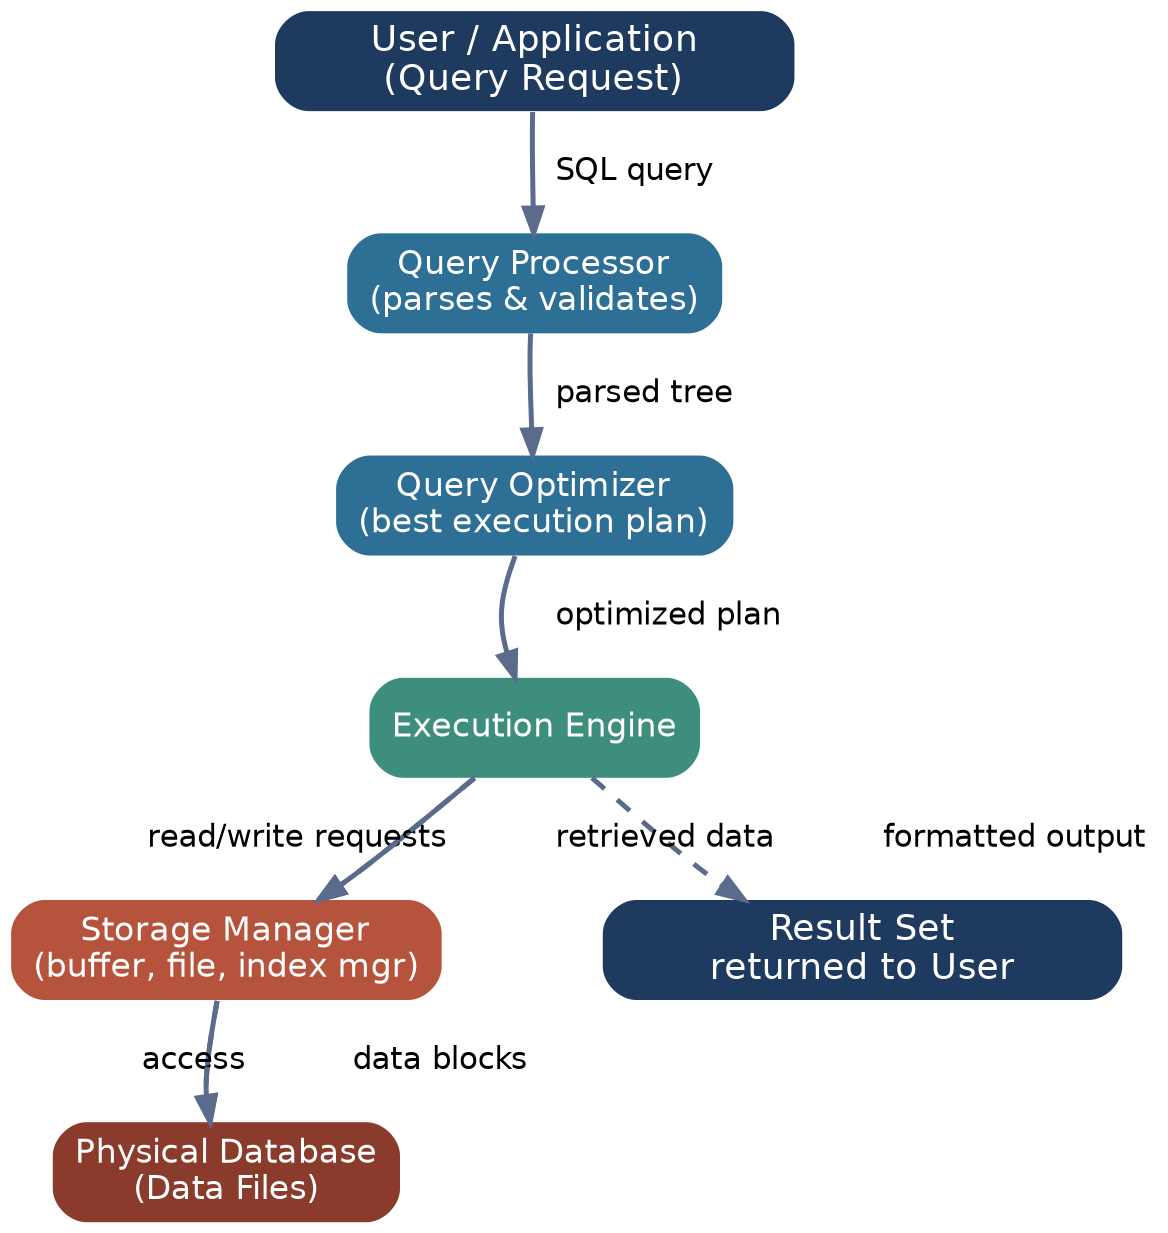 User / Application
(Query Request)
SQL query
Query Processor
(parses & validates)
parsed tree
Query Optimizer
(best execution plan)
optimized plan
Execution Engine
read/write requests
retrieved data
formatted output
Storage Manager
(buffer, file, index mgr)
Result Set
returned to User
access
data blocks
Physical Database
(Data Files)